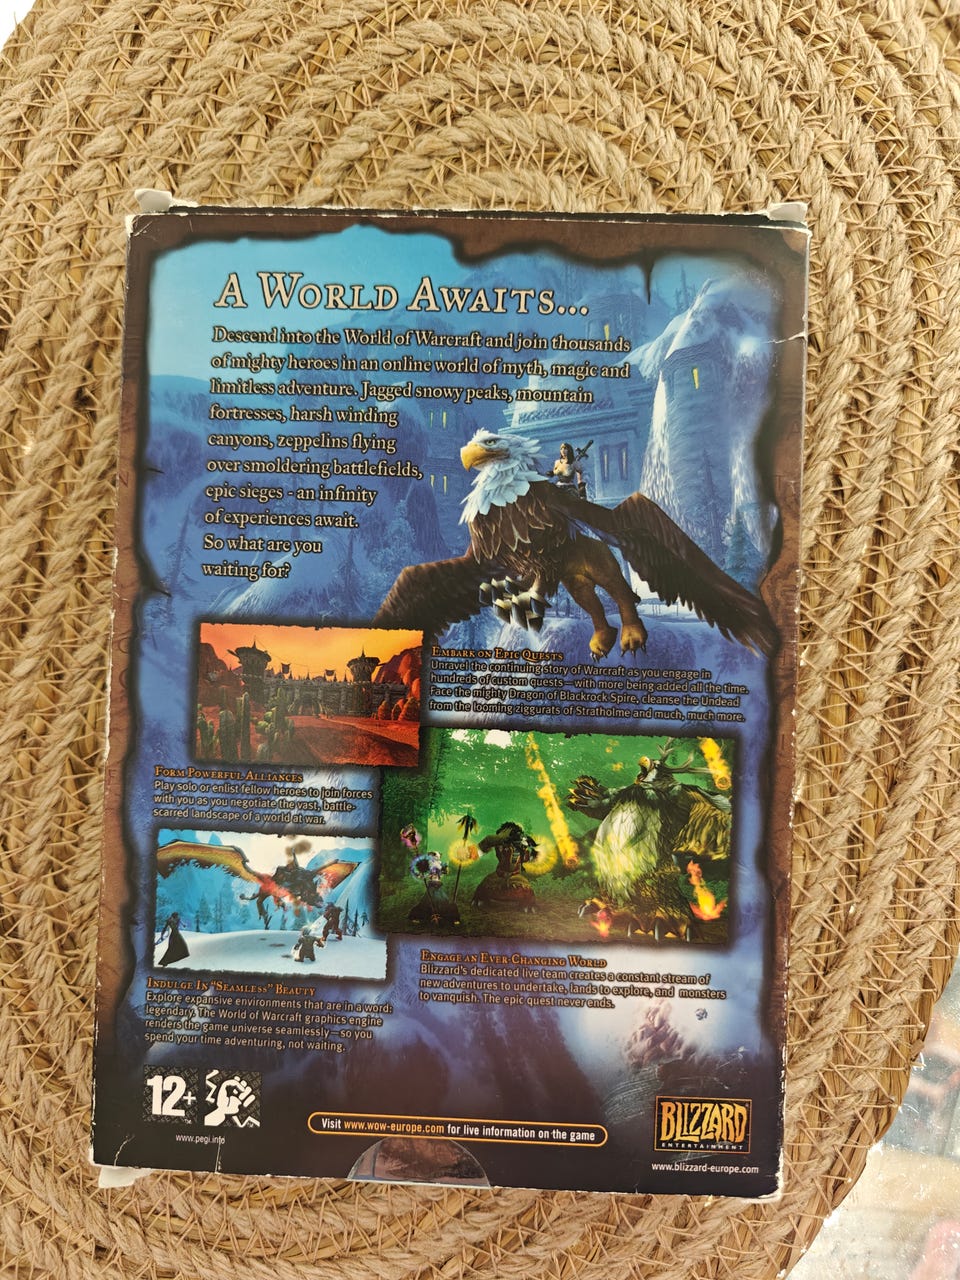 A World Awaits...
Descend into the World of Warcraft and join thousands
of mighty heroes in an online world of myth, magic and
limitless adventure. Jagged snowy peaks, mountain
fortresses, harsh winding
canyons, zeppelins flying
over smoldering battlefields,
epic sieges - an infinity
of experiences await.
So what are you
waiting for?
Embark on Epic Quests
Unravel the continuing story of Warcraft as you engage in
hundreds of custom quests—with more being added all the time.
Face the mighty Dragon of Blackrock Spire, cleanse the Undead
from the looming ziggurats of Stratholme and much, much more.
Form Powerful Alliances
Play solo or enlist fellow heroes to join forces
with you as you negotiate the vast, battle-
scarred landscape of a world at war.
Engage an Ever-Changing World
Blizzard's dedicated live team creates a constant stream of
new adventures to undertake, lands to explore, and monsters
to vanquish. The epic quest never ends.
Indulge In "Seamless" Beauty
Explore expansive environments that are in a word:
legendary. The World of Warcraft graphics engine
renders the game universe seamlessly—so you
spend your time adventuring, not waiting.
12+
www.pegi.info
Visit www.wow-europe.com for live information on the game
BLIZZARD
ENTERTAINMENT
www.blizzard-europe.com